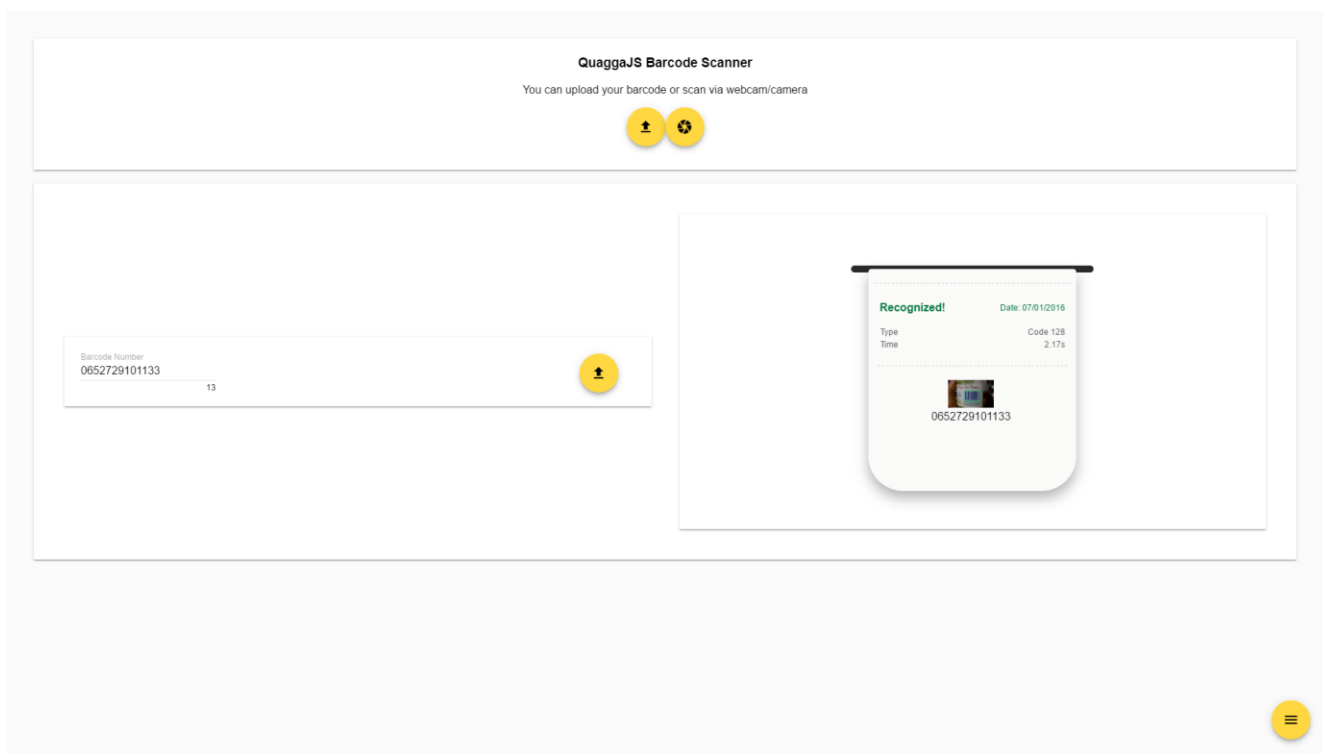 QuaggaJS Barcode Scanner
You can upload your barcode or scan via webcam/camera
Barcode Number
0652729101133
13
Recognized! Date: 07/01/2016
Type Code 128
Time 2.17s
0652729101133